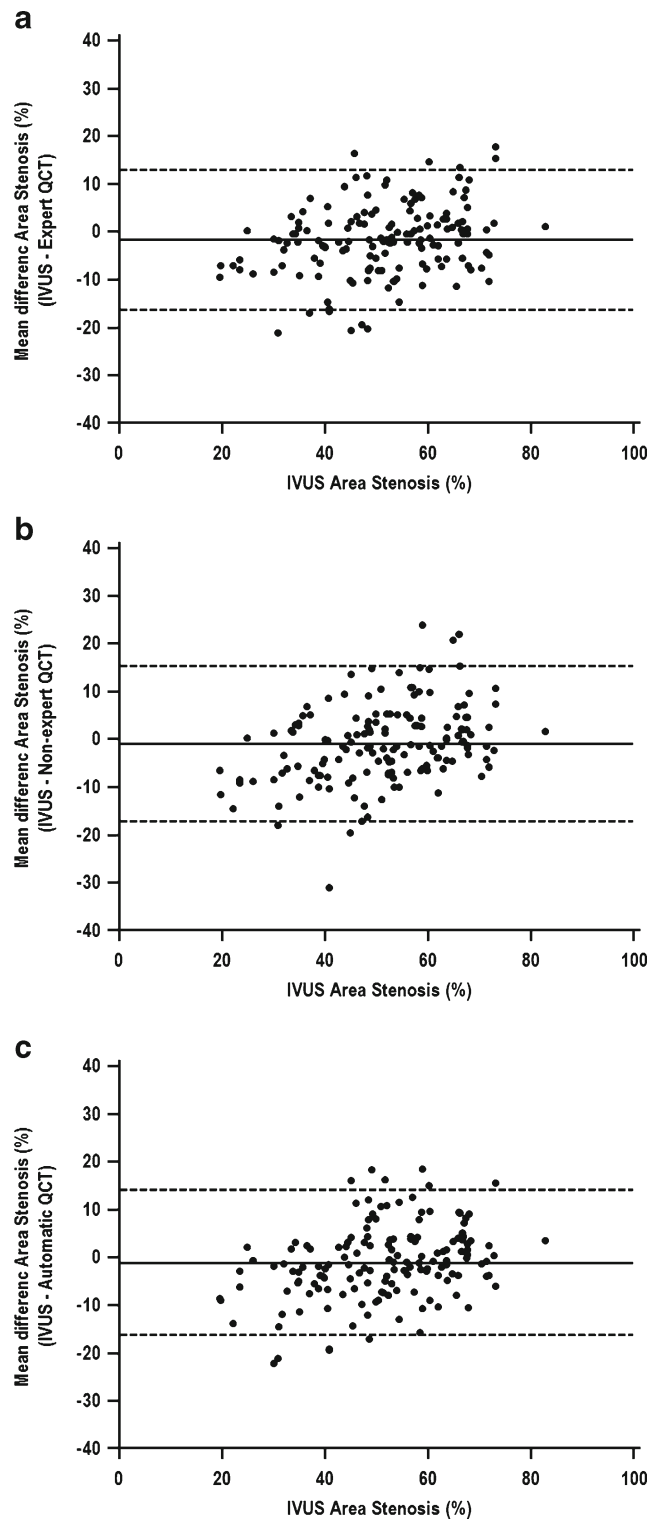 a
40
30
20
10
0
-10
-20
-30
-40
Mean differenc Area Stenosis (%)
(IVUS - Expert QCT)
0 20 40 60 80 100
IVUS Area Stenosis (%)
b
40
30
20
10
0
-10
-20
-30
-40
Mean differenc Area Stenosis (%)
(IVUS - Non-expert QCT)
0 20 40 60 80 100
IVUS Area Stenosis (%)
c
40
30
20
10
0
-10
-20
-30
-40
Mean differenc Area Stenosis (%)
(IVUS - Automatic QCT)
0 20 40 60 80 100
IVUS Area Stenosis (%)